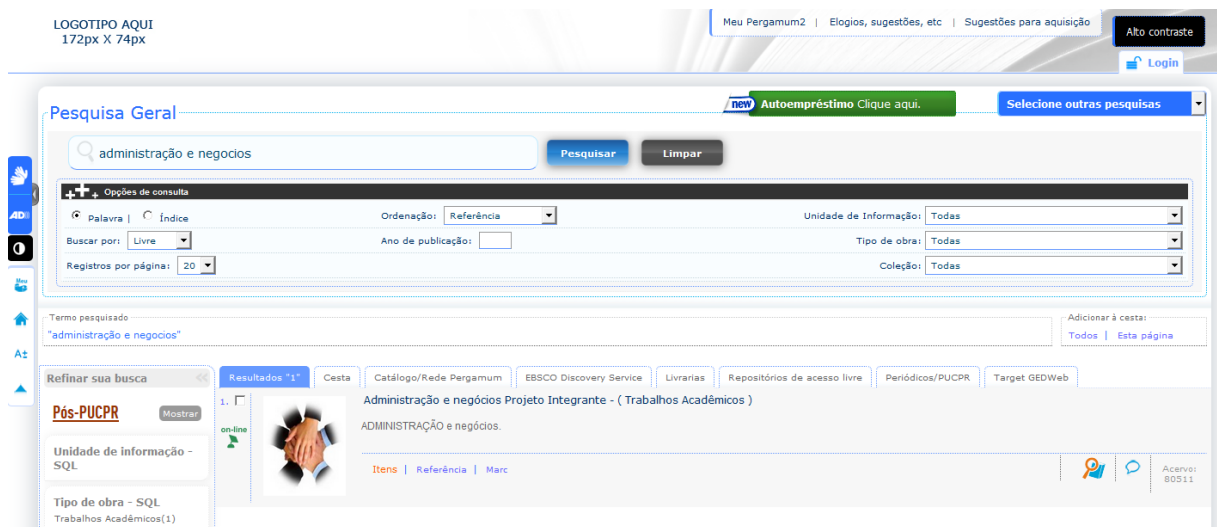 LOGOTIPO AQUI
172px X 74px
Meu Pergamum2 | Elogios, sugestões, etc | Sugestões para aquisição
Alto contraste
Login
Pesquisa Geral
new Autoempréstimo Clique aqui.
Selecione outras pesquisas
administração e negocios
Pesquisar
Limpar
Opções de consulta
Palavra | Índice
Ordenação: Referência
Unidade de Informação: Todas
Buscar por: Livre
Ano de publicação:
Tipo de obra: Todas
Registros por página: 20
Coleção: Todas
AD
Meu
A±
Termo pesquisado
"administração e negocios"
Adicionar à cesta:
Todos | Esta página
Refinar sua busca
Resultados "1"
Cesta
Catálogo/Rede Pergamum
EBSCO Discovery Service
Livrarias
Repositórios de acesso livre
Periódicos/PUCPR
Target GEDWeb
Pós-PUCPR
Mostrar
Unidade de informação - SQL
Tipo de obra - SQL
Trabalhos Acadêmicos(1)
1.
on-line
Administração e negócios Projeto Integrante - ( Trabalhos Acadêmicos )
ADMINISTRAÇÃO e negócios.
Itens | Referência | Marc
Acervo:
80511